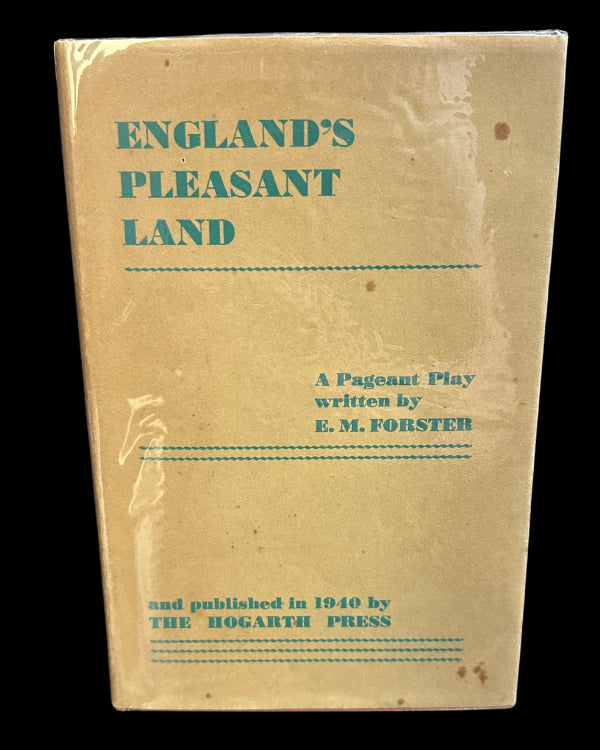 ENGLAND'S
PLEASANT
LAND
A Pageant Play
written by
E. M. FORSTER
and published in 1940 by
THE HOGARTH PRESS